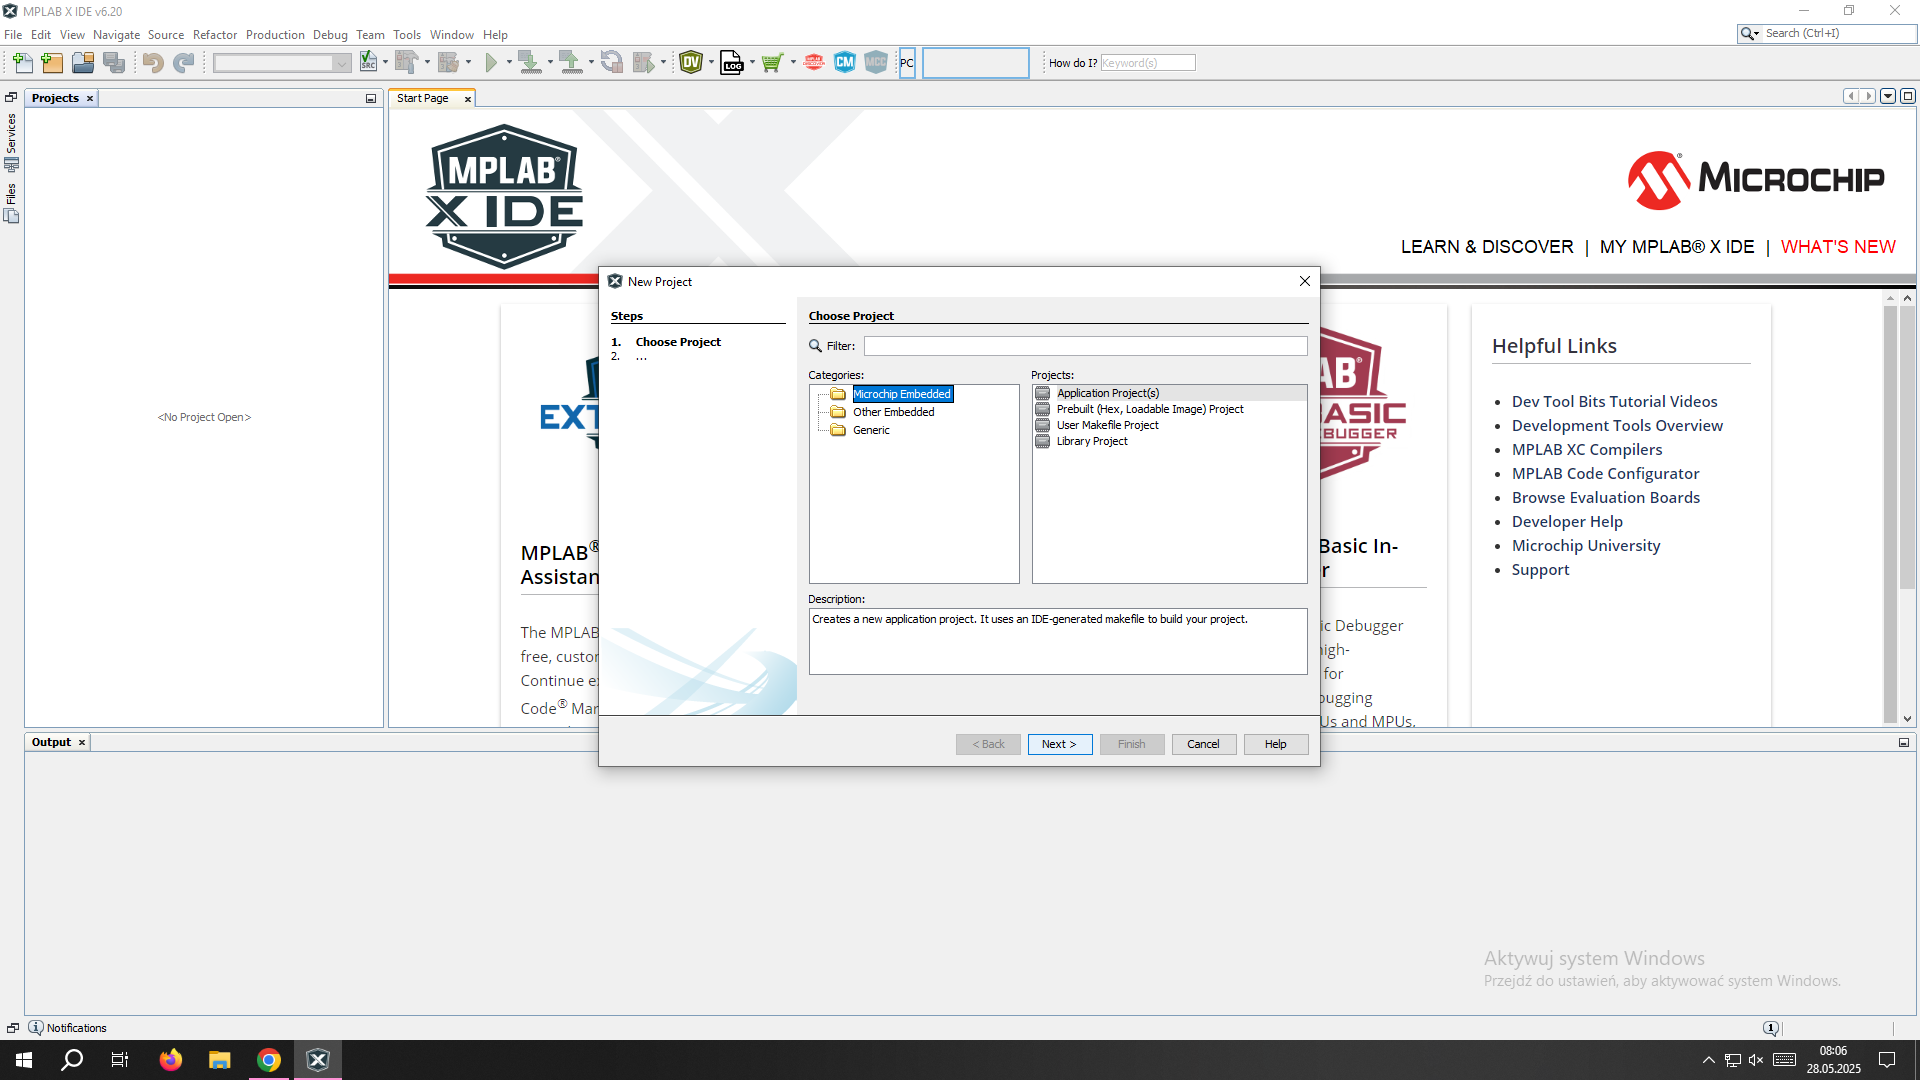 MPLAB X IDE v6.20
File Edit View Navigate Source Refactor Production Debug Team Tools Window Help
Search (Ctrl+I)
SRC
DV
LOG
CM
MCC
PC
How do I? Keyword(s)
Services
Files
Projects
<No Project Open>
Start Page
MPLAB®
X IDE
MICROCHIP
LEARN & DISCOVER | MY MPLAB® X IDE | WHAT'S NEW
EXT
MPLAB®
Assistan
The MPLAB
free, custor
Continue e
Code® Mar
New Project
Steps
1. Choose Project
2. ...
Choose Project
Filter:
Categories:
Microchip Embedded
Other Embedded
Generic
Projects:
Application Project(s)
Prebuilt (Hex, Loadable Image) Project
User Makefile Project
Library Project
Description:
Creates a new application project. It uses an IDE-generated makefile to build your project.
< Back
Next >
Finish
Cancel
Help
AB
ASIC
BUGGER
Basic In-
r
ic Debugger
igh-
for
bugging
Us and MPUs.
Helpful Links
Dev Tool Bits Tutorial Videos
Development Tools Overview
MPLAB XC Compilers
MPLAB Code Configurator
Browse Evaluation Boards
Developer Help
Microchip University
Support
Output
Aktywuj system Windows
Przejdź do ustawień, aby aktywować system Windows.
Notifications
1
08:06
28.05.2025